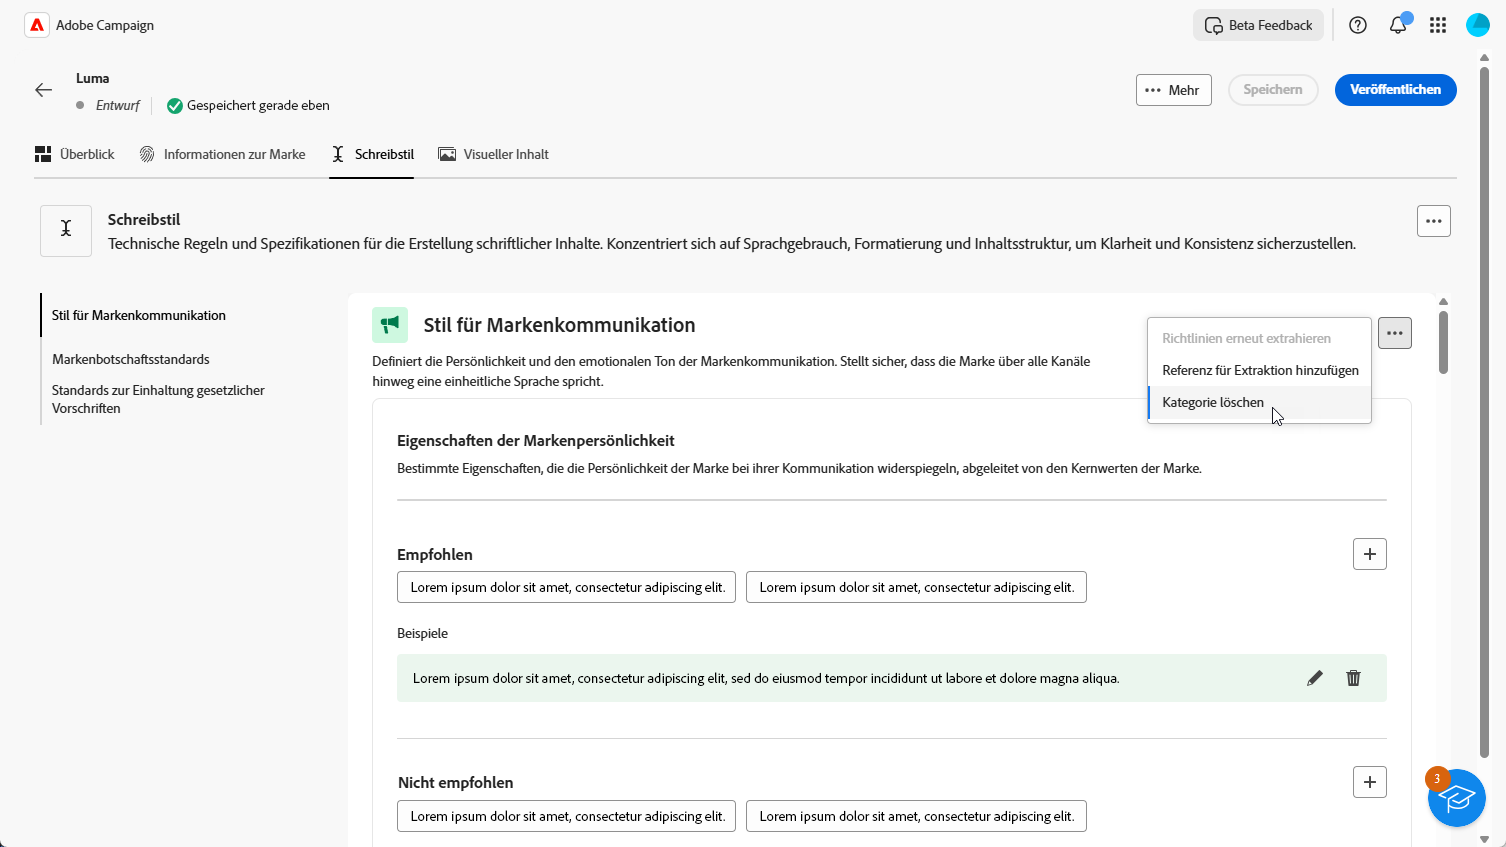 Adobe Campaign
Beta Feedback
Luma
Entwurf
Gespeichert gerade eben
Mehr
Speichern
Veröffentlichen
Überblick
Informationen zur Marke
Schreibstil
Visueller Inhalt
Schreibstil
Technische Regeln und Spezifikationen für die Erstellung schriftlicher Inhalte. Konzentriert sich auf Sprachgebrauch, Formatierung und Inhaltsstruktur, um Klarheit und Konsistenz sicherzustellen.
Stil für Markenkommunikation
Markenbotschaftsstandards
Standards zur Einhaltung gesetzlicher
Vorschriften
Stil für Markenkommunikation
Definiert die Persönlichkeit und den emotionalen Ton der Markenkommunikation. Stellt sicher, dass die Marke über alle Kanäle
hinweg eine einheitliche Sprache spricht.
Richtlinien erneut extrahieren
Referenz für Extraktion hinzufügen
Kategorie löschen
Eigenschaften der Markenpersönlichkeit
Bestimmte Eigenschaften, die die Persönlichkeit der Marke bei ihrer Kommunikation widerspiegeln, abgeleitet von den Kernwerten der Marke.
Empfohlen
Lorem ipsum dolor sit amet, consectetur adipiscing elit.
Lorem ipsum dolor sit amet, consectetur adipiscing elit.
Beispiele
Lorem ipsum dolor sit amet, consectetur adipiscing elit, sed do eiusmod tempor incididunt ut labore et dolore magna aliqua.
Nicht empfohlen
Lorem ipsum dolor sit amet, consectetur adipiscing elit.
Lorem ipsum dolor sit amet, consectetur adipiscing elit.
3